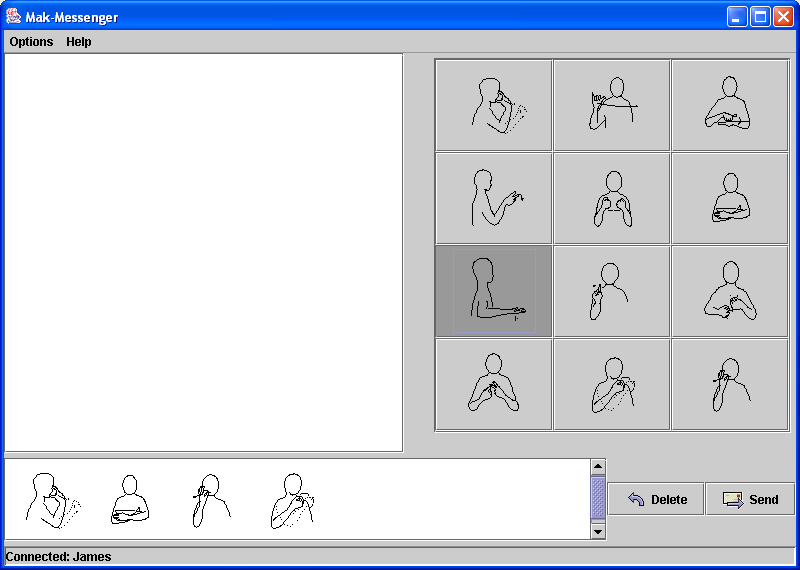 Mak-Messenger
Options Help
Delete Send
Connected: James